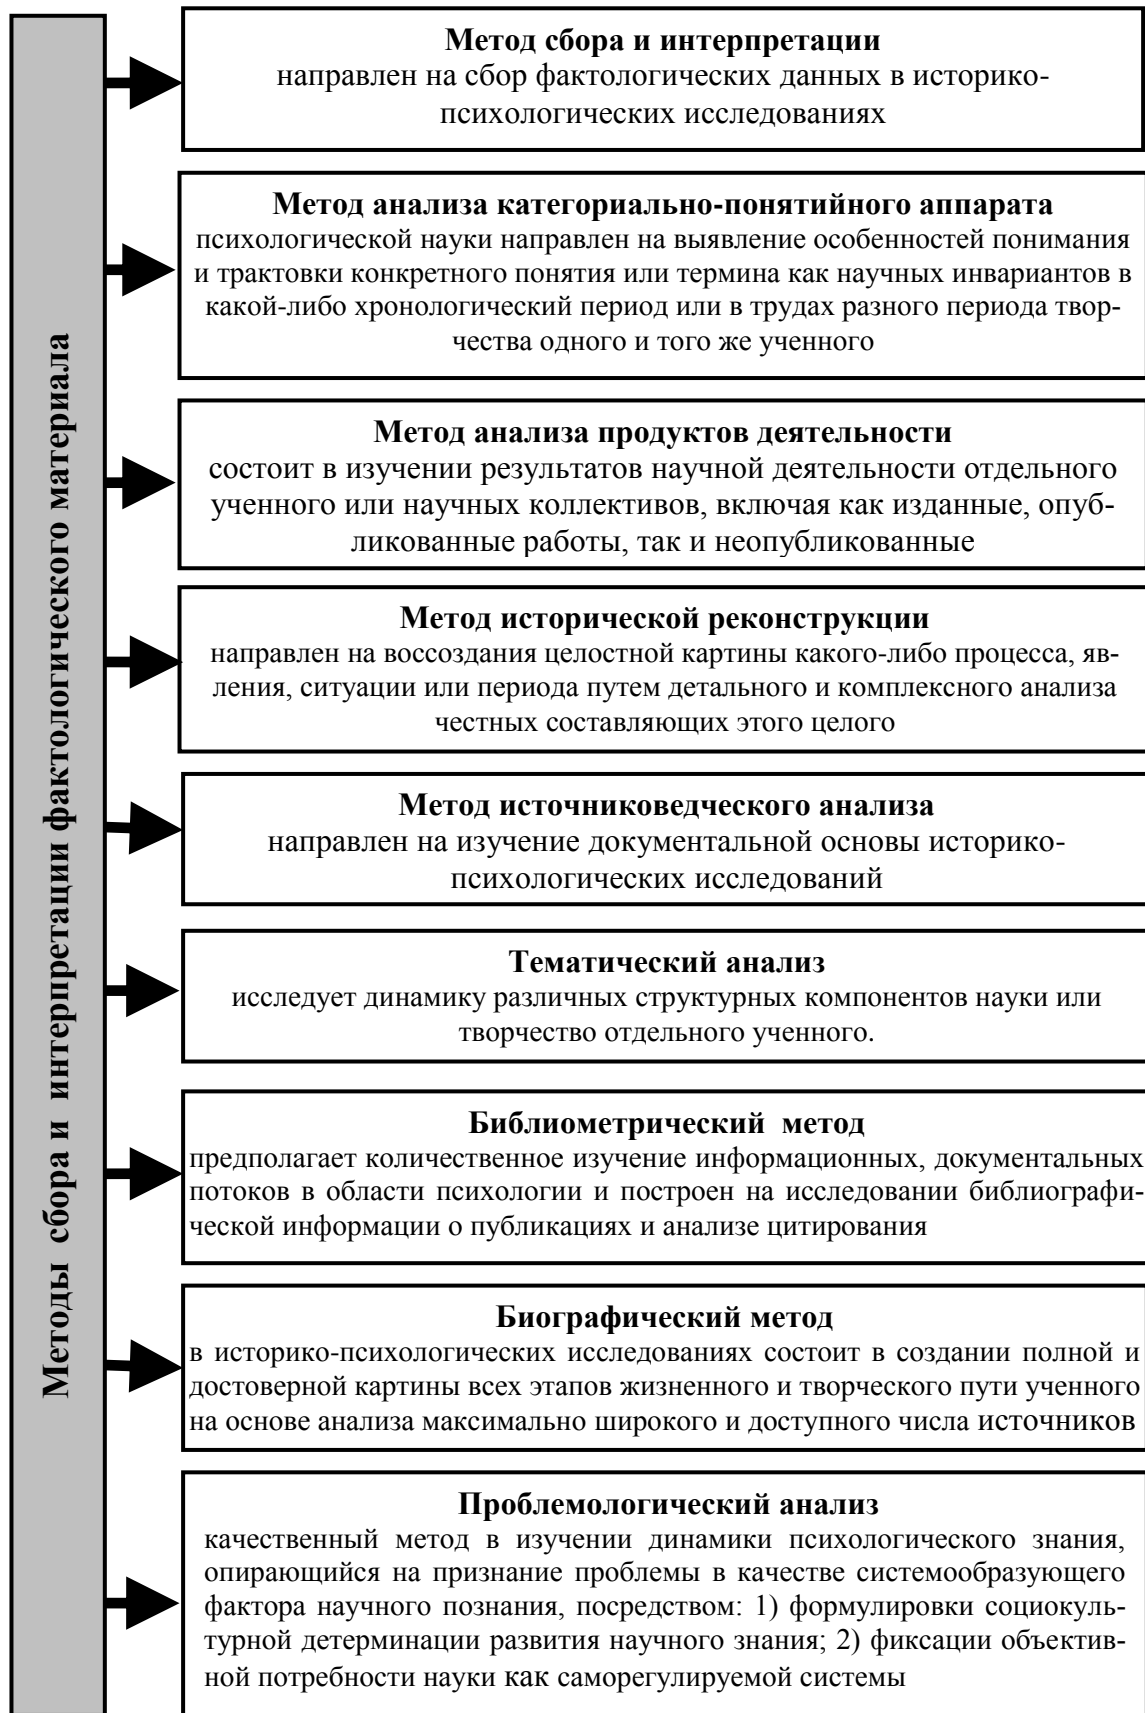 Методы сбора и интерпретации фактологического материала
Метод сбора и интерпретации
направлен на сбор фактологических данных в историко-
психологических исследованиях
Метод анализа категориально-понятийного аппарата
психологической науки направлен на выявление особенностей понимания
и трактовки конкретного понятия или термина как научных инвариантов в
какой-либо хронологический период или в трудах разного периода твор-
чества одного и того же ученного
Метод анализа продуктов деятельности
состоит в изучении результатов научной деятельности отдельного
ученного или научных коллективов, включая как изданные, опуб-
ликованные работы, так и неопубликованные
Метод исторической реконструкции
направлен на воссоздания целостной картины какого-либо процесса, яв-
ления, ситуации или периода путем детального и комплексного анализа
честных составляющих этого целого
Метод источниковедческого анализа
направлен на изучение документальной основы историко-
психологических исследований
Тематический анализ
исследует динамику различных структурных компонентов науки или
творчество отдельного ученного.
Библиометрический метод
предполагает количественное изучение информационных, документальных
потоков в области психологии и построен на исследовании библиографи-
ческой информации о публикациях и анализе цитирования
Биографический метод
в историко-психологических исследованиях состоит в создании полной и
достоверной картины всех этапов жизненного и творческого пути ученного
на основе анализа максимально широкого и доступного числа источников
Проблемологический анализ
качественный метод в изучении динамики психологического знания,
опирающийся на признание проблемы в качестве системообразующего
фактора научного познания, посредством: 1) формулировки социокуль-
турной детерминации развития научного знания; 2) фиксации объектив-
ной потребности науки как саморегулируемой системы